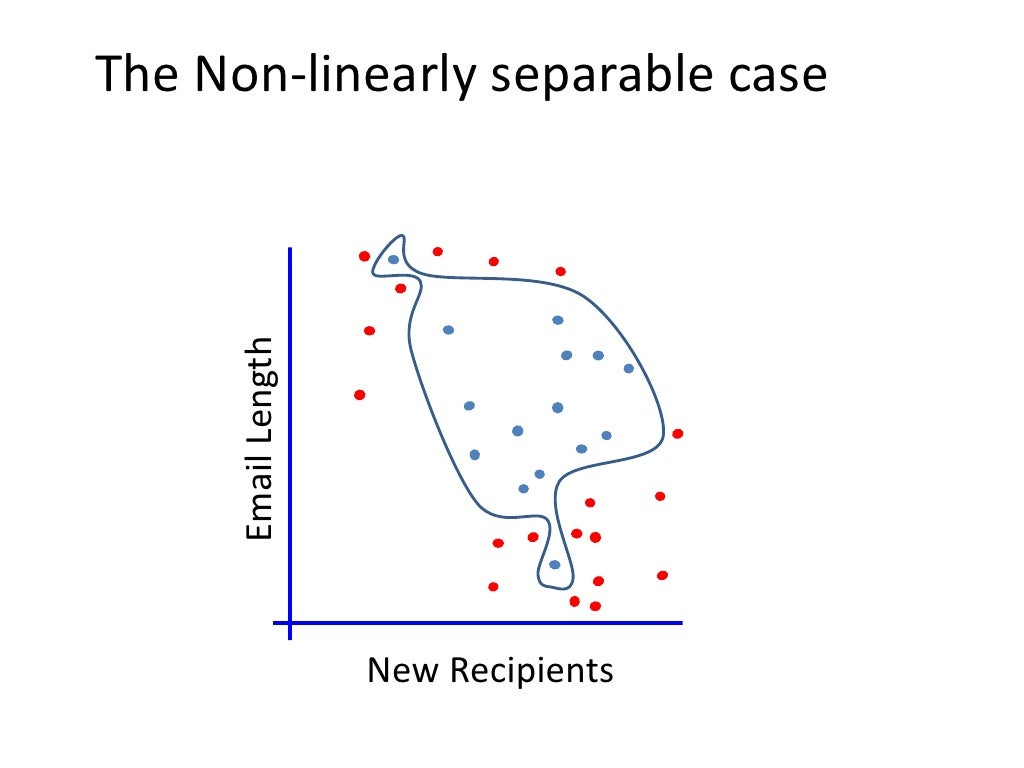 The Non-linearly separable case
Email Length
New Recipients